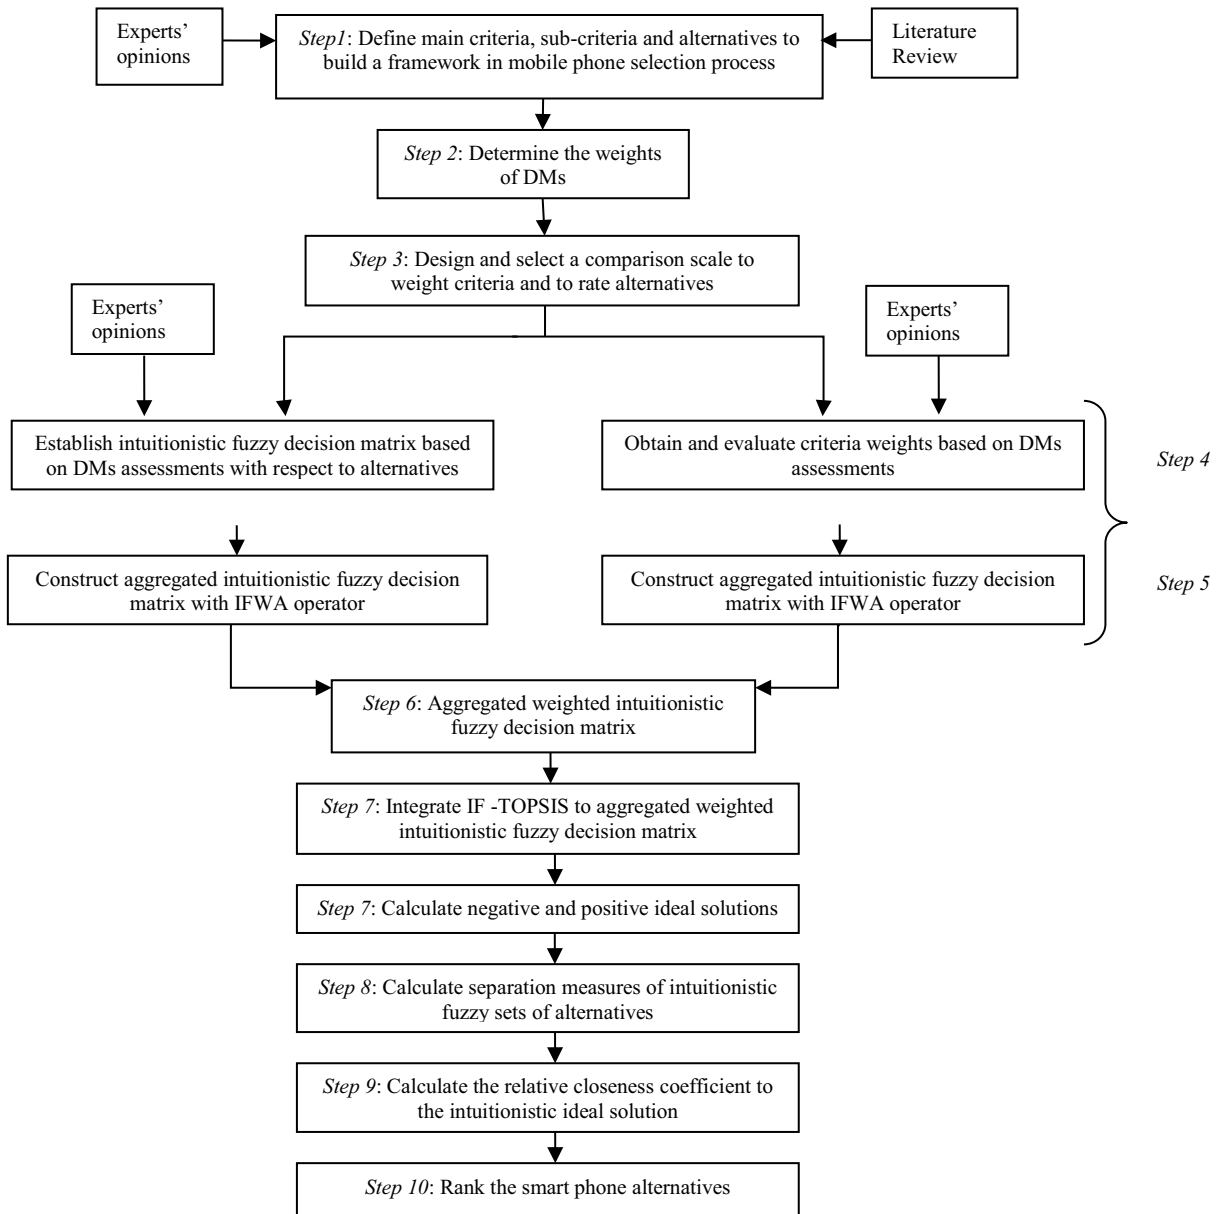 Experts'
opinions
Step1: Define main criteria, sub-criteria and alternatives to
build a framework in mobile phone selection process
Literature
Review
Step 2: Determine the weights
of DMs
Step 3: Design and select a comparison scale to
weight criteria and to rate alternatives
Experts'
opinions
Experts'
opinions
Establish intuitionistic fuzzy decision matrix based
on DMs assessments with respect to alternatives
Obtain and evaluate criteria weights based on DMs
assessments
Step 4
Construct aggregated intuitionistic fuzzy decision
matrix with IFWA operator
Construct aggregated intuitionistic fuzzy decision
matrix with IFWA operator
Step 5
Step 6: Aggregated weighted intuitionistic
fuzzy decision matrix
Step 7: Integrate IF -TOPSIS to aggregated weighted
intuitionistic fuzzy decision matrix
Step 7: Calculate negative and positive ideal solutions
Step 8: Calculate separation measures of intuitionistic
fuzzy sets of alternatives
Step 9: Calculate the relative closeness coefficient to
the intuitionistic ideal solution
Step 10: Rank the smart phone alternatives